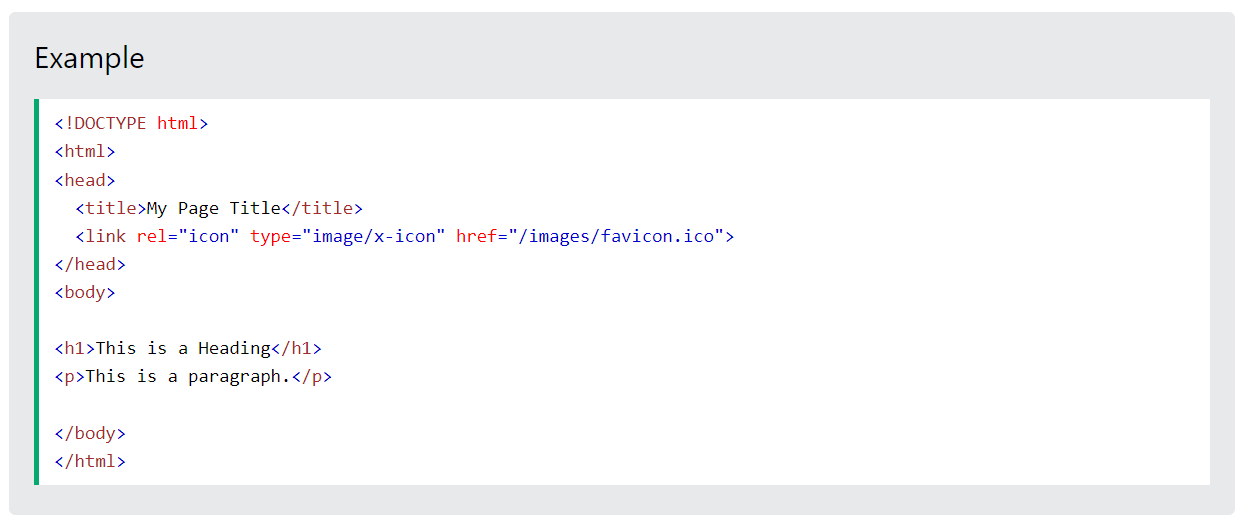 Example
<!DOCTYPE html>
<html>
<head>
  <title>My Page Title</title>
  <link rel="icon" type="image/x-icon" href="/images/favicon.ico">
</head>
<body>

<h1>This is a Heading</h1>
<p>This is a paragraph.</p>

</body>
</html>